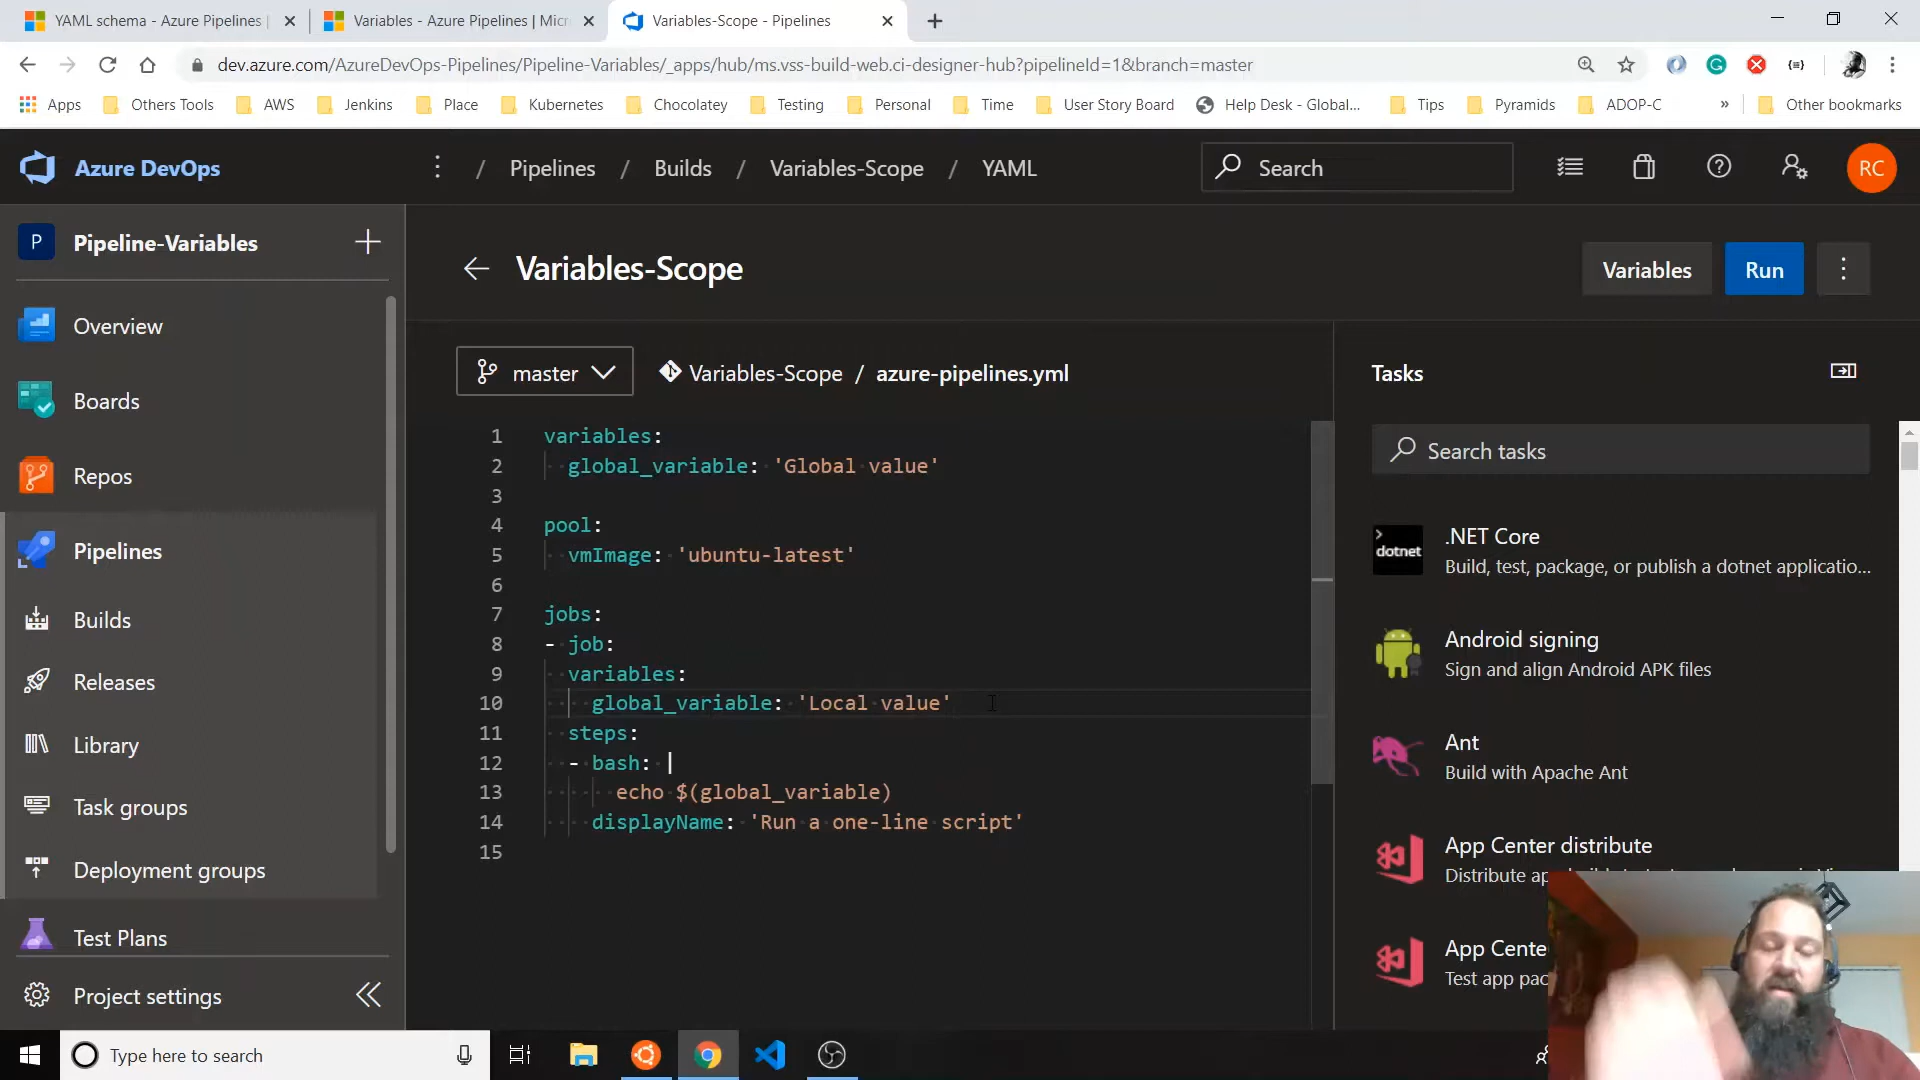 YAML schema - Azure Pipelines |
Variables - Azure Pipelines | Micr
Variables-Scope - Pipelines
dev.azure.com/AzureDevOps-Pipelines/Pipeline-Variables/_apps/hub/ms.vss-build-web.ci-designer-hub?pipelineId=1&branch=master
Apps
Others Tools
AWS
Jenkins
Place
Kubernetes
Chocolatey
Testing
Personal
Time
User Story Board
Help Desk - Global...
Tips
Pyramids
ADOP-C
»
Other bookmarks
Azure DevOps
/ Pipelines / Builds / Variables-Scope / YAML
Search
RC
P
Pipeline-Variables
Overview
Boards
Repos
Pipelines
Builds
Releases
Library
Task groups
Deployment groups
Test Plans
Project settings
Variables-Scope
Variables
Run
master
Variables-Scope / azure-pipelines.yml
1 variables:
2 global_variable: 'Global value'
3
4 pool:
5 vmImage: 'ubuntu-latest'
6
7 jobs:
8 - job:
9 variables:
10 global_variable: 'Local value'
11 steps:
12 - bash: |
13 echo $(global_variable)
14 displayName: 'Run a one-line script'
15
Tasks
Search tasks
dotnet
.NET Core
Build, test, package, or publish a dotnet applicatio...
Android signing
Sign and align Android APK files
Ant
Build with Apache Ant
App Center distribute
Distribute
App Cente
Test app pac
Type here to search